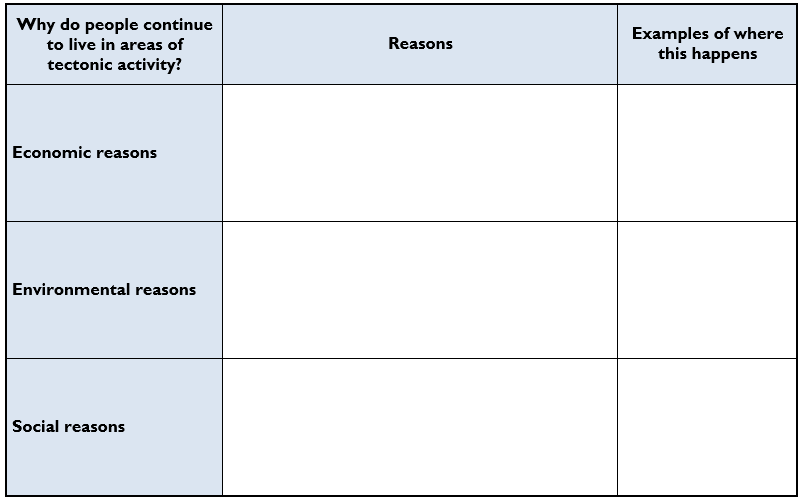 Why do people continue
to live in areas of
tectonic activity?
Reasons
Examples of where
this happens
Economic reasons
Environmental reasons
Social reasons